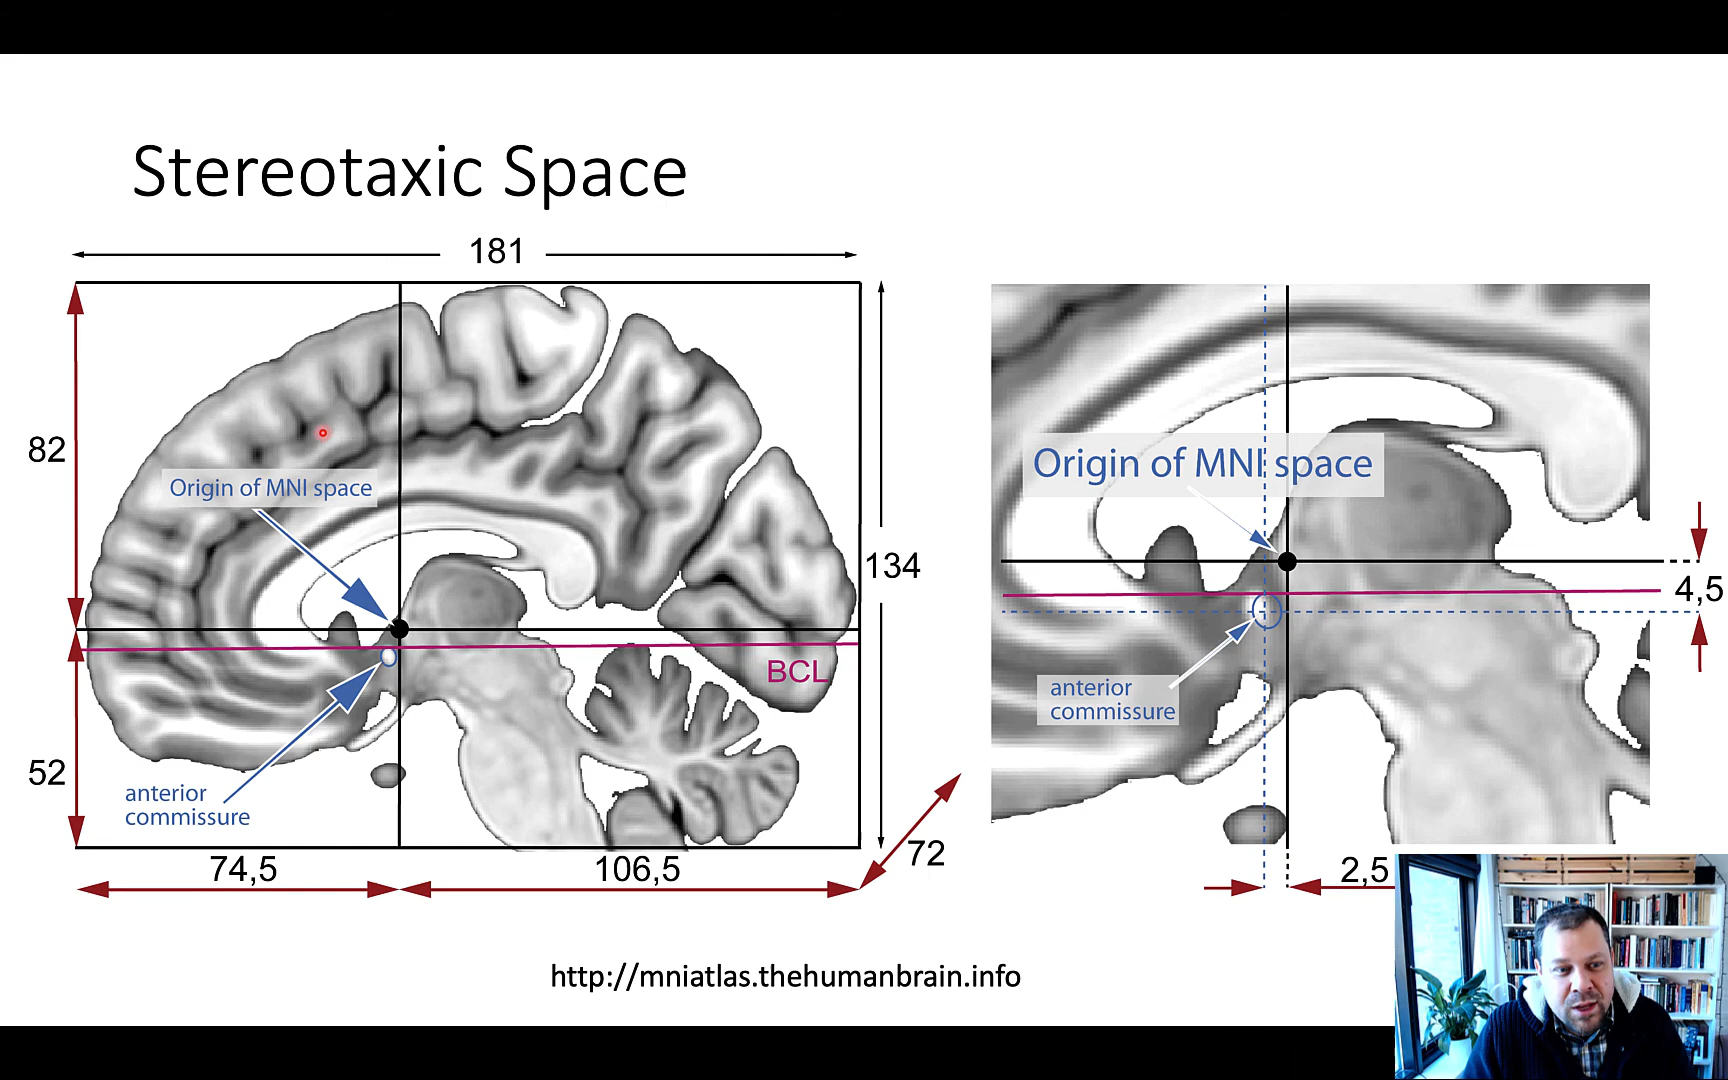 Stereotaxic Space
181
82
Origin of MNI space
134
BCL
52
anterior
commissure
74,5
106,5
72
Origin of MNI space
4,5
anterior
commissure
2,5
http://mniatlas.thehumanbrain.info